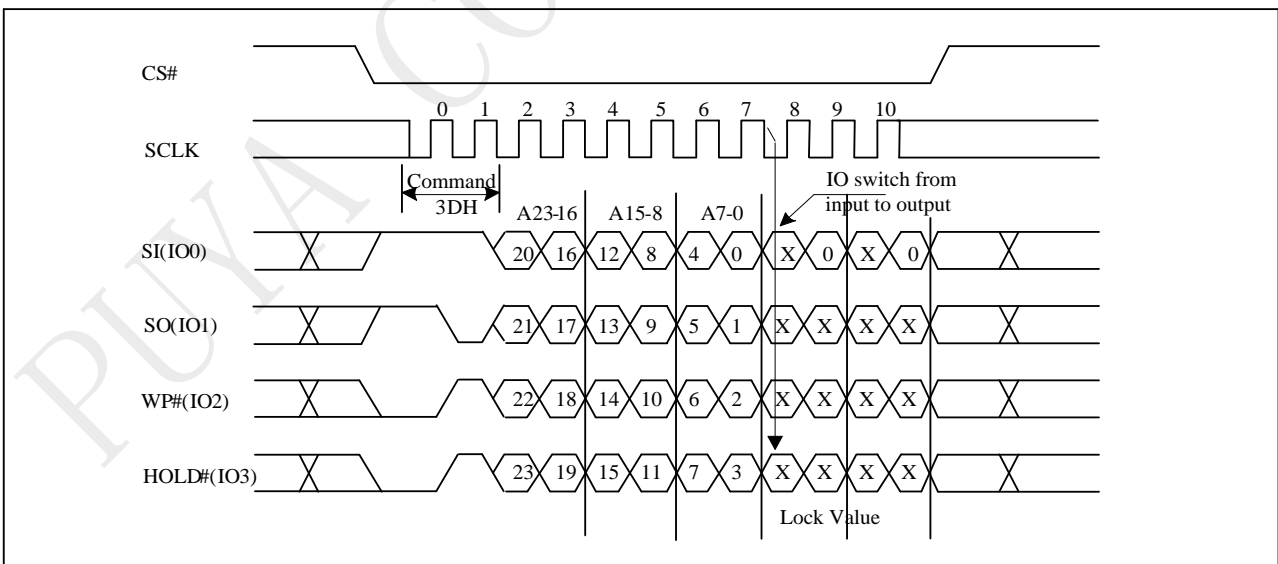 PUYA CO
CS#
0 1 2 3 4 5 6 7 8 9 10
SCLK
Command
3DH
IO switch from
input to output
A23-16 A15-8 A7-0
SI(IO0) 20 16 12 8 4 0 X 0 X 0
SO(IO1) 21 17 13 9 5 1 X X X X
WP#(IO2) 22 18 14 10 6 2 X X X X
HOLD#(IO3) 23 19 15 11 7 3 X X X X
Lock Value